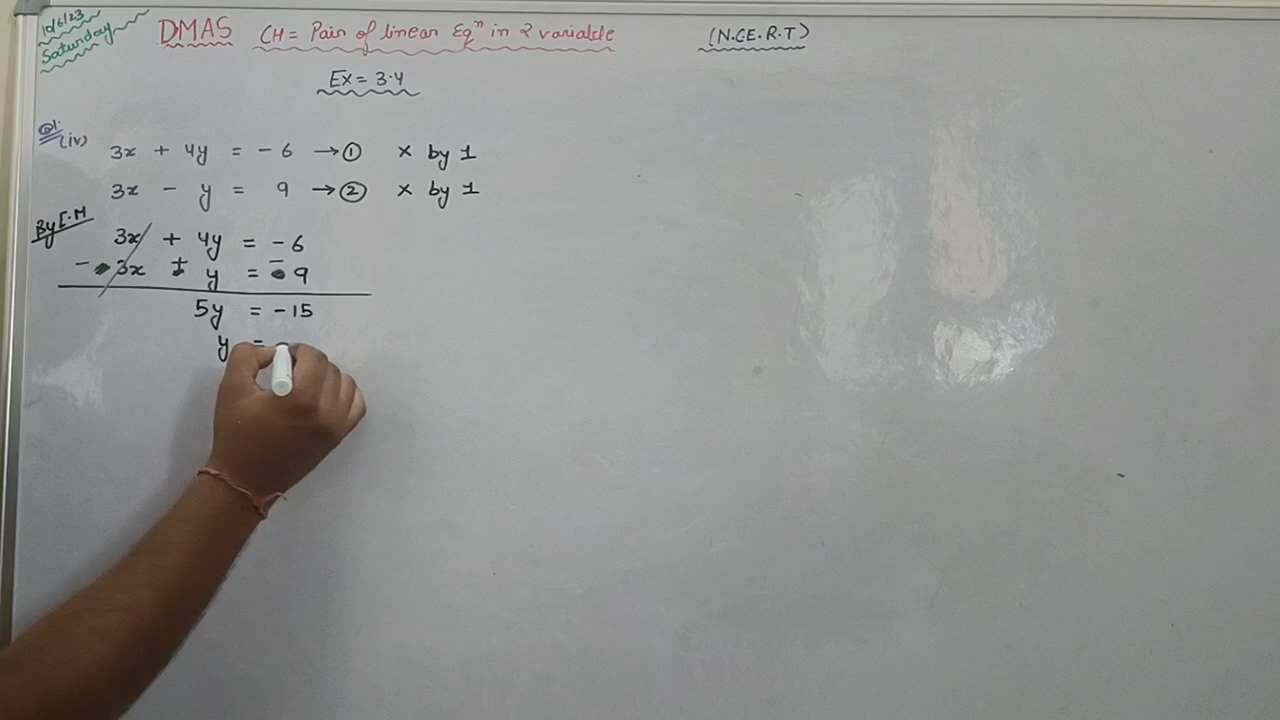 10/6/23
Saturday
DMAS CH = Pair of linear Eqⁿ in 2 variable (N.C.E.R.T)
Ex = 3.4
Q1.
(iv) 3x + 4y = - 6 → ① × by 1
3x - y = 9 → ② × by 1
By E.M
3x + 4y = - 6
- 3x ± y = - 9
5y = - 15
y =